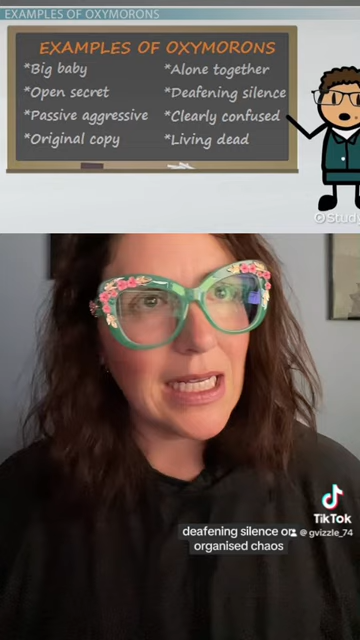 EXAMPLES OF OXYMORONS
EXAMPLES OF OXYMORONS
*Big baby
*Alone together
*Open secret
*Deafening silence
*Passive aggressive
*Clearly confused
*Original copy
*Living dead
Study
TikTok
@ gvizzle_74
deafening silence or
organised chaos